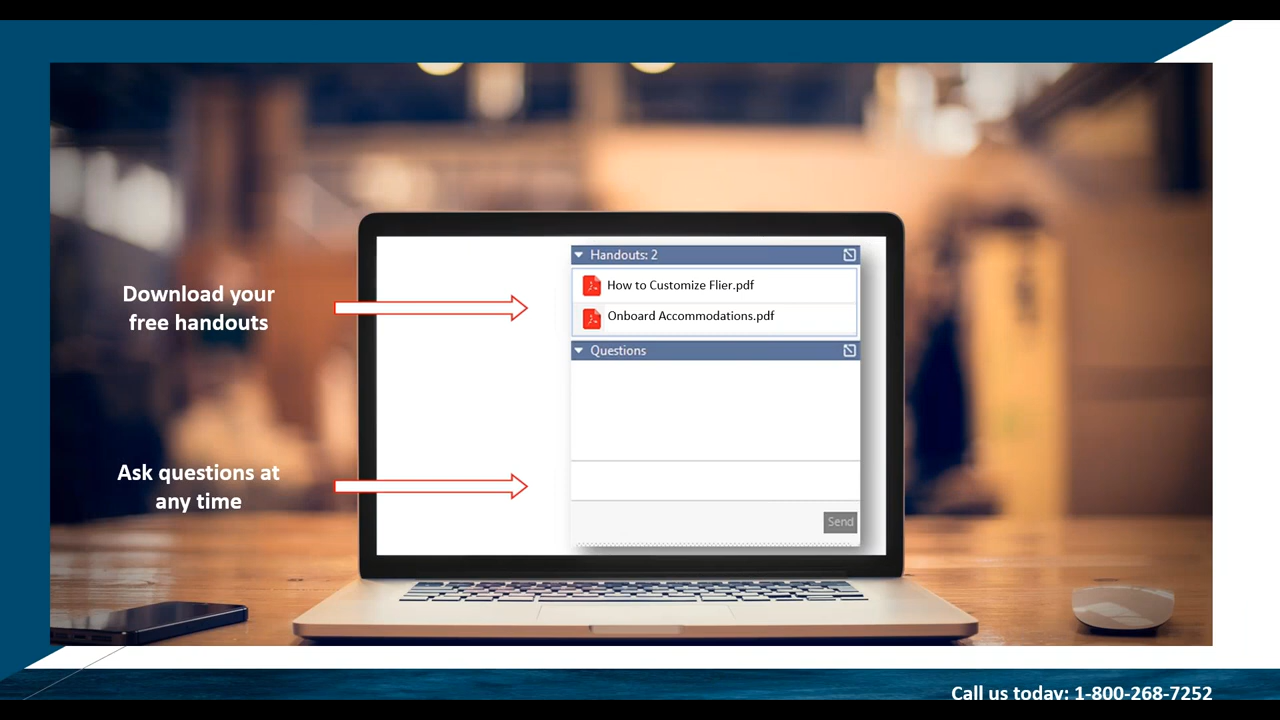 Download your
free handouts
Handouts: 2
How to Customize Flier.pdf
Onboard Accommodations.pdf
Questions
Ask questions at
any time
Send
Call us today: 1-800-268-7252